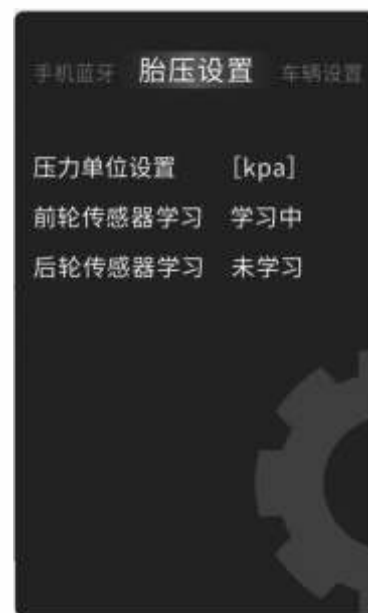 手机蓝牙 胎压设置 车辆设置
压力单位设置 [kpa]
前轮传感器学习 学习中
后轮传感器学习 未学习